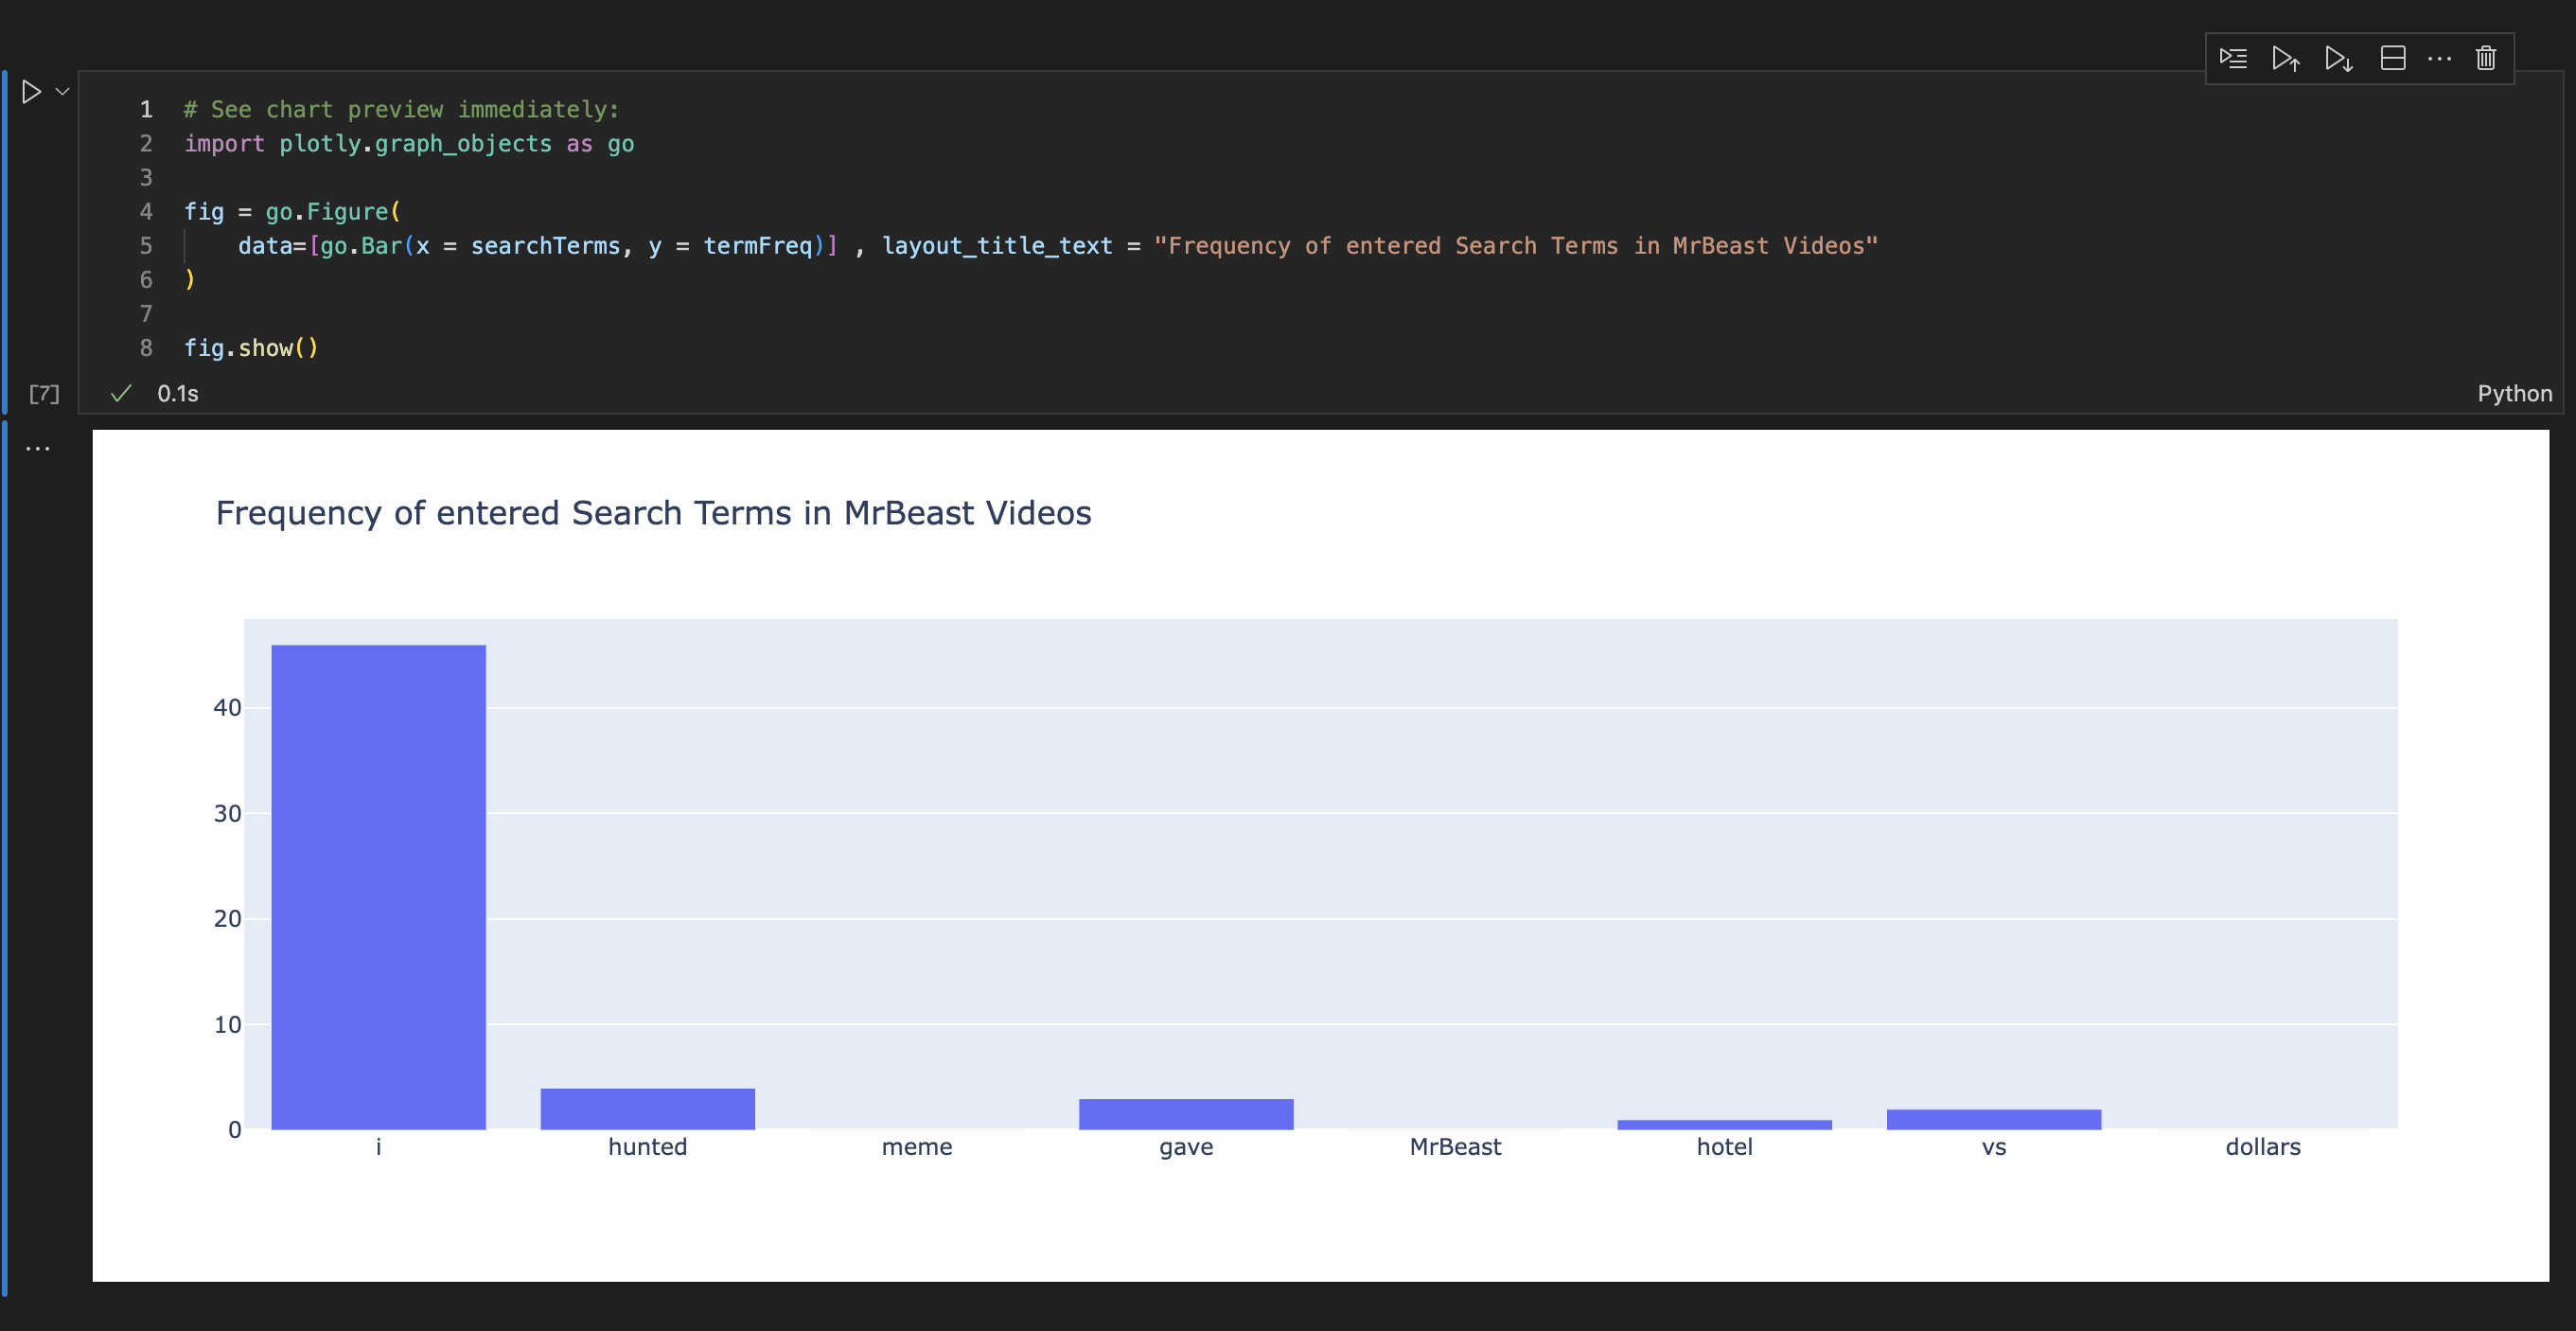 1 # See chart preview immediately:
2 import plotly.graph_objects as go
3
4 fig = go.Figure(
5     data=[go.Bar(x = searchTerms, y = termFreq)] , layout_title_text = "Frequency of entered Search Terms in MrBeast Videos"
6 )
7
8 fig.show()
[7] 0.1s Python
Frequency of entered Search Terms in MrBeast Videos
40
30
20
10
0
i hunted meme gave MrBeast hotel vs dollars